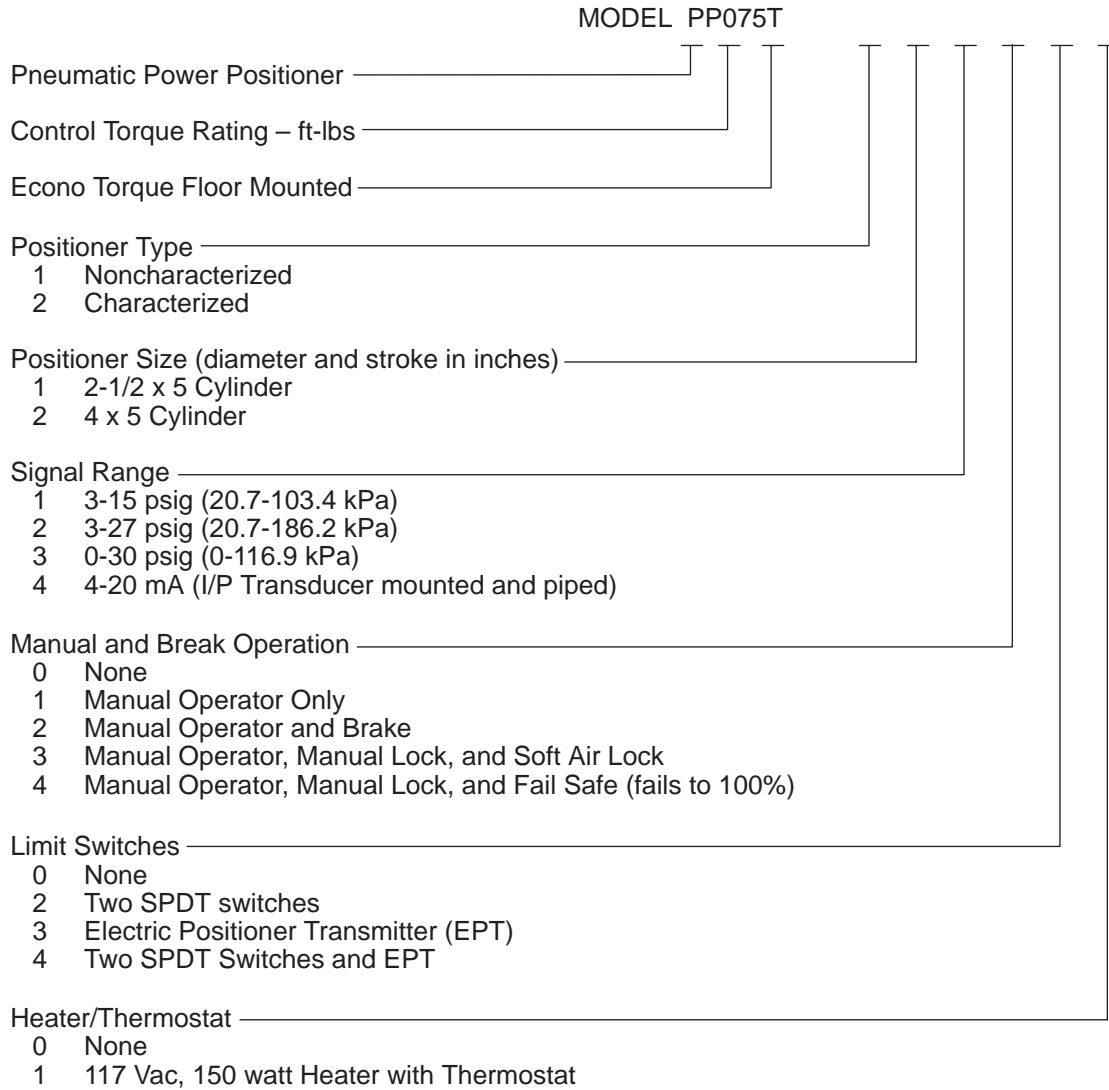 MODEL PP075T
Pneumatic Power Positioner
Control Torque Rating – ft-lbs
Econo Torque Floor Mounted
Positioner Type
1 Noncharacterized
2 Characterized
Positioner Size (diameter and stroke in inches)
1 2-1/2 x 5 Cylinder
2 4 x 5 Cylinder
Signal Range
1 3-15 psig (20.7-103.4 kPa)
2 3-27 psig (20.7-186.2 kPa)
3 0-30 psig (0-116.9 kPa)
4 4-20 mA (I/P Transducer mounted and piped)
Manual and Break Operation
0 None
1 Manual Operator Only
2 Manual Operator and Brake
3 Manual Operator, Manual Lock, and Soft Air Lock
4 Manual Operator, Manual Lock, and Fail Safe (fails to 100%)
Limit Switches
0 None
2 Two SPDT switches
3 Electric Positioner Transmitter (EPT)
4 Two SPDT Switches and EPT
Heater/Thermostat
0 None
1 117 Vac, 150 watt Heater with Thermostat